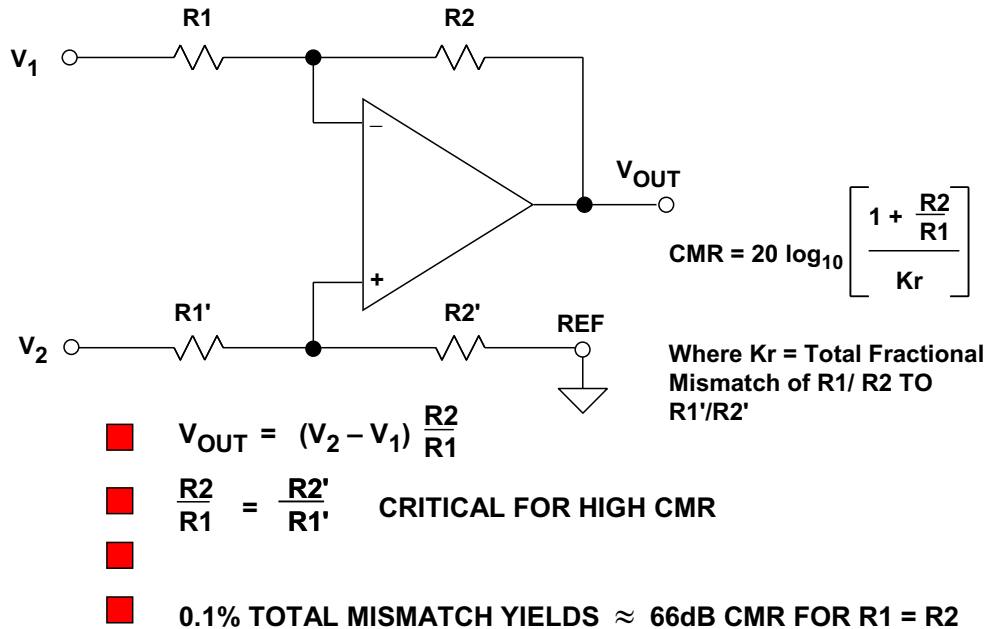 R1
R2
V1
−
VOUT
+
R1'
R2'
REF
V2
CMR = 20 log10 [ (1 + R2/R1) / Kr ]
Where Kr = Total Fractional
Mismatch of R1/ R2 TO
R1'/R2'
VOUT = (V2 – V1) R2/R1
R2/R1 = R2'/R1' CRITICAL FOR HIGH CMR
0.1% TOTAL MISMATCH YIELDS ≈ 66dB CMR FOR R1 = R2